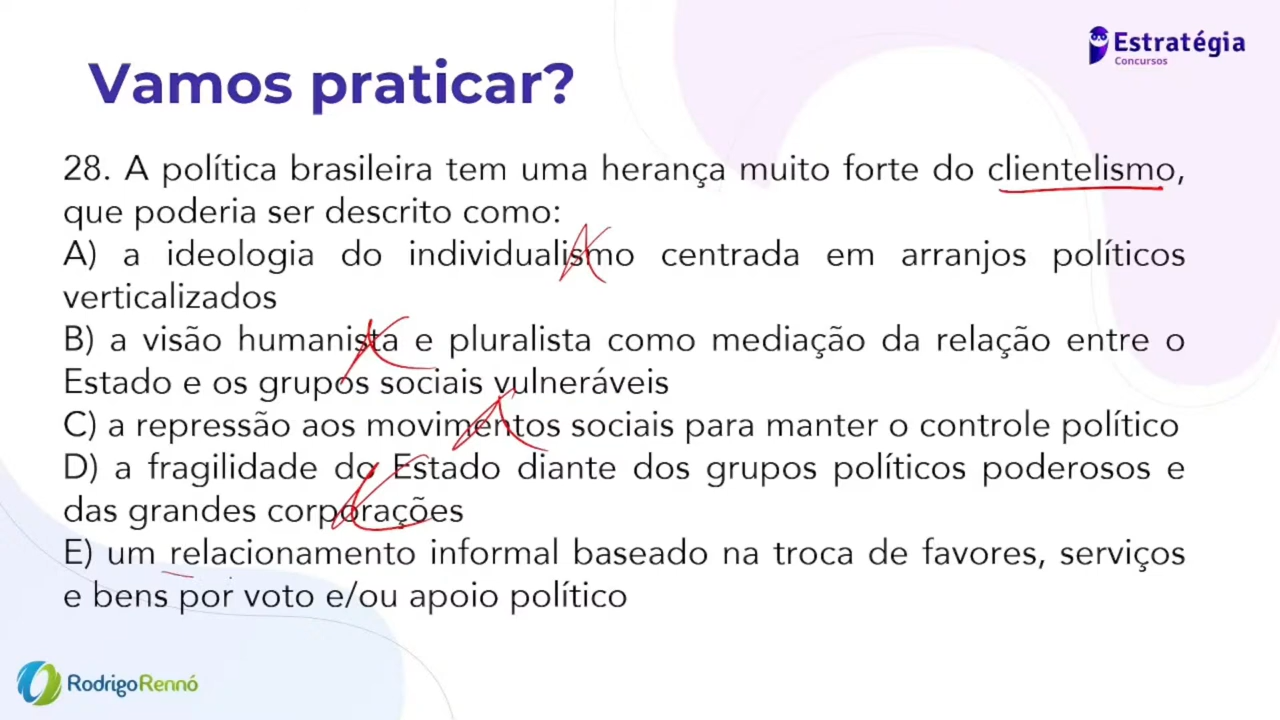 Estratégia
Concursos
Vamos praticar?
28. A política brasileira tem uma herança muito forte do clientelismo,
que poderia ser descrito como:
A) a ideologia do individualismo centrada em arranjos políticos
verticalizados
B) a visão humanista e pluralista como mediação da relação entre o
Estado e os grupos sociais vulneráveis
C) a repressão aos movimentos sociais para manter o controle político
D) a fragilidade do Estado diante dos grupos políticos poderosos e
das grandes corporações
E) um relacionamento informal baseado na troca de favores, serviços
e bens por voto e/ou apoio político
RodrigoRennó